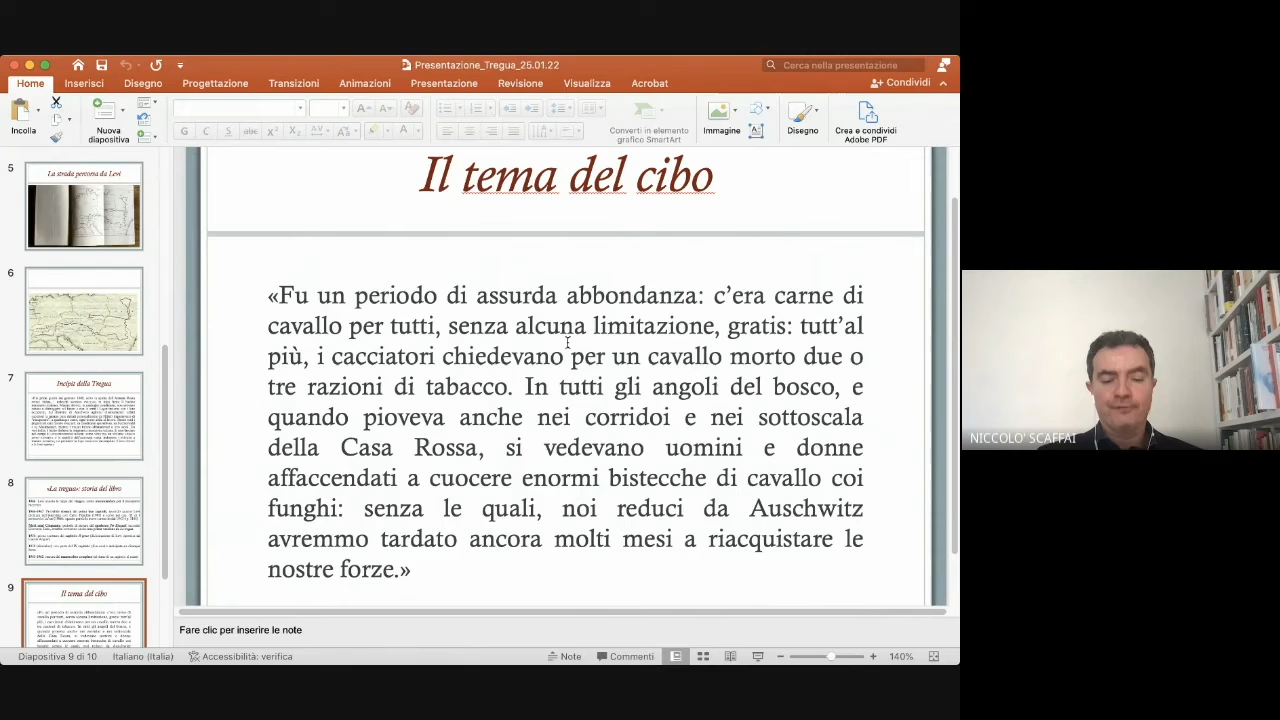 Presentazione_Tregua_25.01.22
Cerca nella presentazione
Home Inserisci Disegno Progettazione Transizioni Animazioni Presentazione Revisione Visualizza Acrobat
Condividi
Incolla
Nuova
diapositiva
G C S abc X² X₂
Converti in elemento
grafico SmartArt
Immagine
Disegno
Crea e condividi
Adobe PDF
5
La strada percorsa da Levi
6
7
Incipit della Tregua
8
«La tregua»: storia del libro
9
Il tema del cibo
Il tema del cibo
«Fu un periodo di assurda abbondanza: c’era carne di
cavallo per tutti, senza alcuna limitazione, gratis: tutt’al
più, i cacciatori chiedevano per un cavallo morto due o
tre razioni di tabacco. In tutti gli angoli del bosco, e
quando pioveva anche nei corridoi e nei sottoscala
della Casa Rossa, si vedevano uomini e donne
affaccendati a cuocere enormi bistecche di cavallo coi
funghi: senza le quali, noi reduci da Auschwitz
avremmo tardato ancora molti mesi a riacquistare le
nostre forze.»
Fare clic per inserire le note
Diapositiva 9 di 10 Italiano (Italia) Accessibilità: verifica Note Commenti 140%
NICCOLO' SCAFFAI